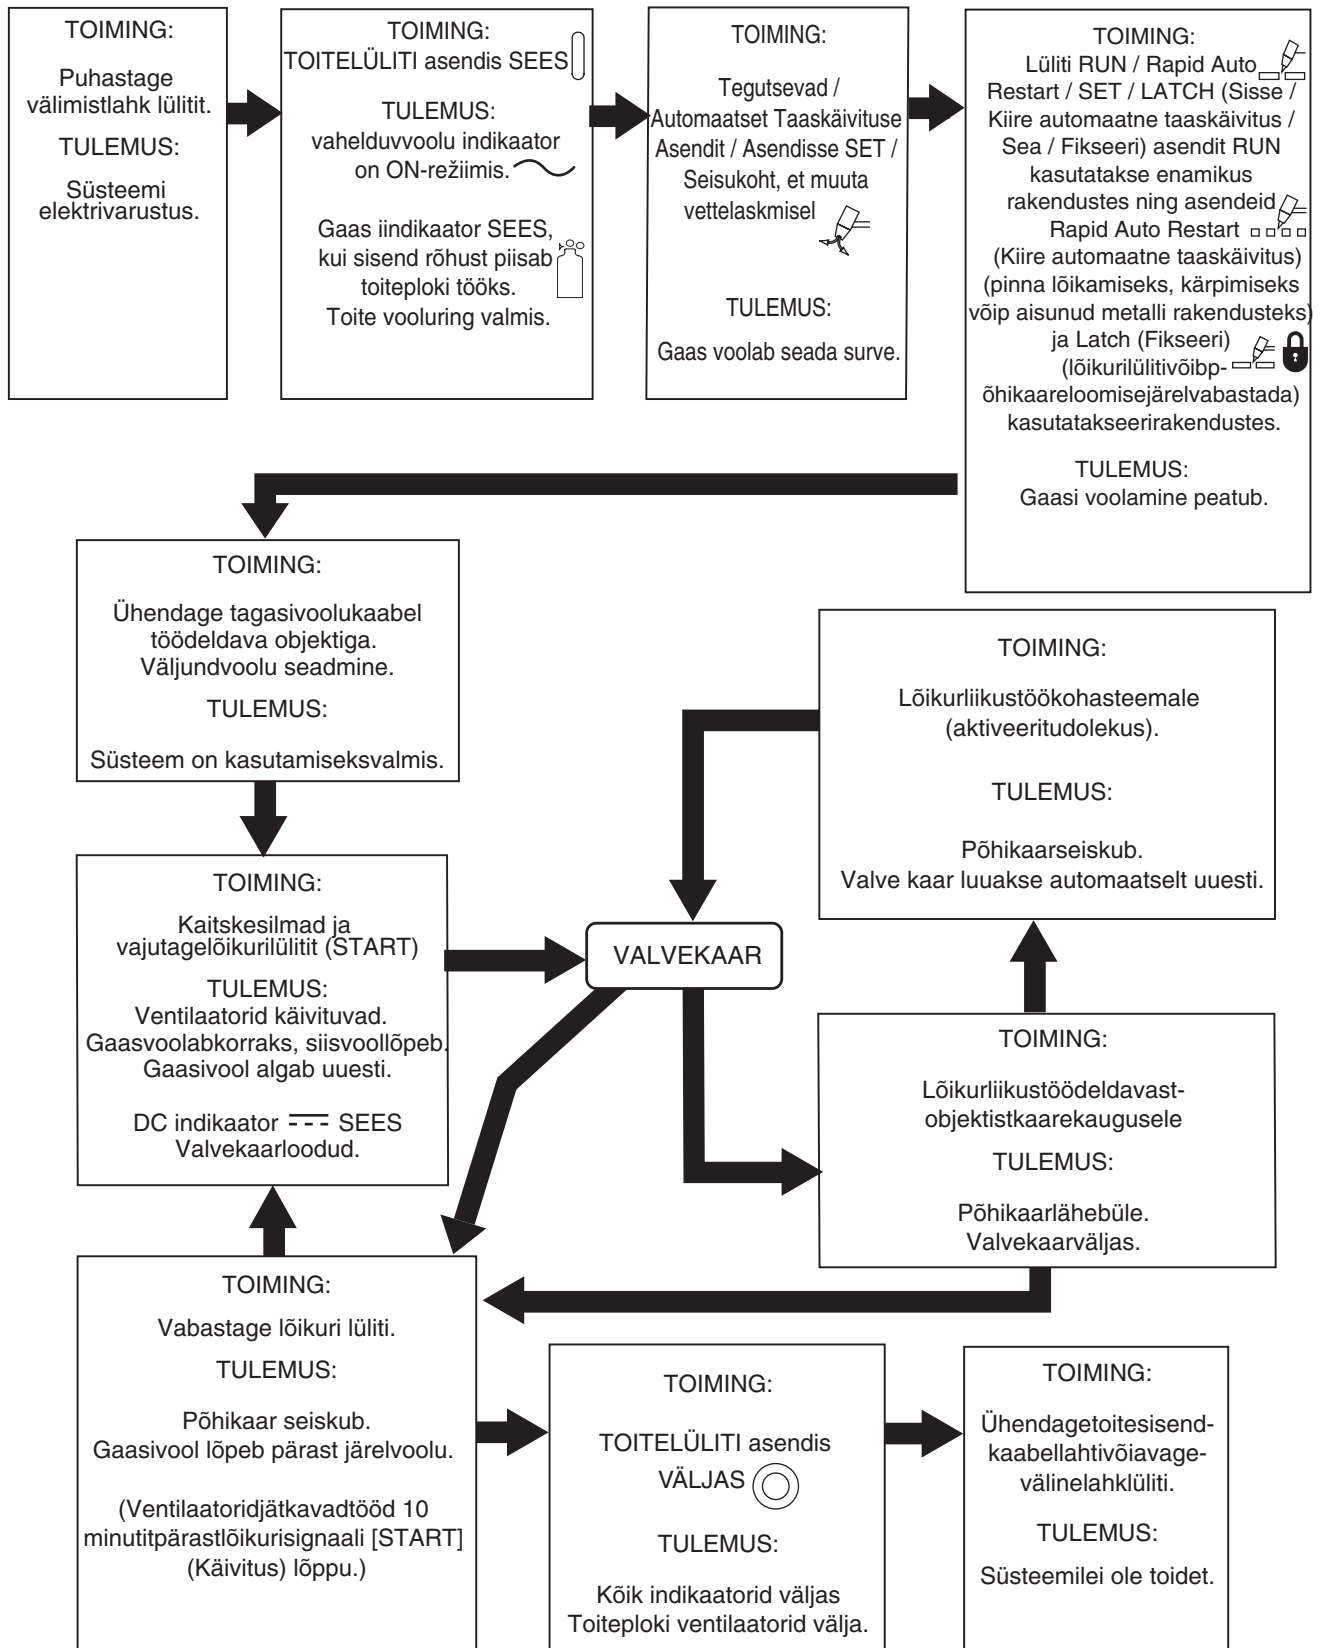 TOIMING:
Puhastage
välimistlahk lülitit.
TULEMUS:
Süsteemi
elektrivarustus.
TOIMING:
TOITELÜLITI asendis SEES
TULEMUS:
vahelduvvoolu indikaator
on ON-režiimis.
Gaas iindikaator SEES,
kui sisend rõhust piisab
toiteploki tööks.
Toite vooluring valmis.
TOIMING:
Tegutsevad /
Automaatset Taaskäivituse
Asendit / Asendisse SET /
Seisukoht, et muuta
vettelaskmisel
TULEMUS:
Gaas voolab seada surve.
TOIMING:
Lüliti RUN / Rapid Auto
Restart / SET / LATCH (Sisse /
Kiire automaatne taaskäivitus /
Sea / Fikseeri) asendit RUN
kasutatakse enamikus
rakendustes ning asendeid
Rapid Auto Restart
(Kiire automaatne taaskäivitus)
(pinna lõikamiseks, kärpimiseks
võip aisunud metalli rakendusteks)
ja Latch (Fikseeri)
(lõikurilülitivõibp-
õhikaareloomisejärelvabastada)
kasutatakseerirakendustes.
TULEMUS:
Gaasi voolamine peatub.
TOIMING:
Ühendage tagasivoolukaabel
töödeldava objektiga.
Väljundvoolu seadmine.
TULEMUS:
Süsteem on kasutamiseksvalmis.
TOIMING:
Kaitskesilmad ja
vajutagelõikurilülitit (START)
TULEMUS:
Ventilaatorid käivituvad.
Gaasvoolabkorraks, siisvoollõpeb.
Gaasivool algab uuesti.
DC indikaator SEES
Valvekaarloodud.
VALVEKAAR
TOIMING:
Lõikurliikustöökohasteemale
(aktiveeritudolekus).
TULEMUS:
Põhikaarseiskub.
Valve kaar luuakse automaatselt uuesti.
TOIMING:
Lõikurliikustöödeldavast-
objektistkaarekaugusele
TULEMUS:
Põhikaarlähebüle.
Valvekaarväljas.
TOIMING:
Vabastage lõikuri lüliti.
TULEMUS:
Põhikaar seiskub.
Gaasivool lõpeb pärast järelvoolu.
(Ventilaatoridjätkavadtööd 10
minutitpärastlõikurisignaali [START]
(Käivitus) lõppu.)
TOIMING:
TOITELÜLITI asendis
VÄLJAS
TULEMUS:
Kõik indikaatorid väljas
Toiteploki ventilaatorid välja.
TOIMING:
Ühendagetoitesisend-
kaabellahtivõiavage-
välinelahklüliti.
TULEMUS:
Süsteemilei ole toidet.